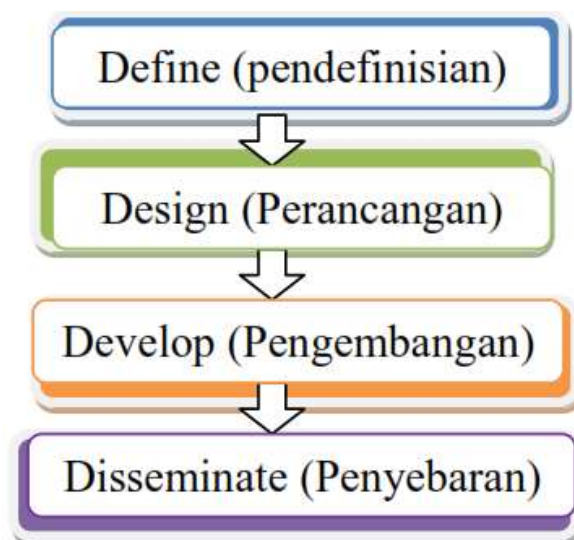 Define (pendefinisian)
Design (Perancangan)
Develop (Pengembangan)
Disseminate (Penyebaran)